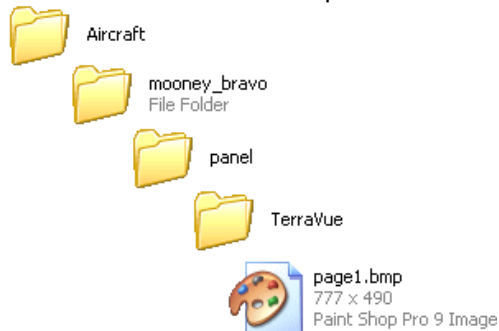 Aircraft
mooney_bravo
File Folder
panel
TerraVue
page1.bmp
777 x 490
Paint Shop Pro 9 Image